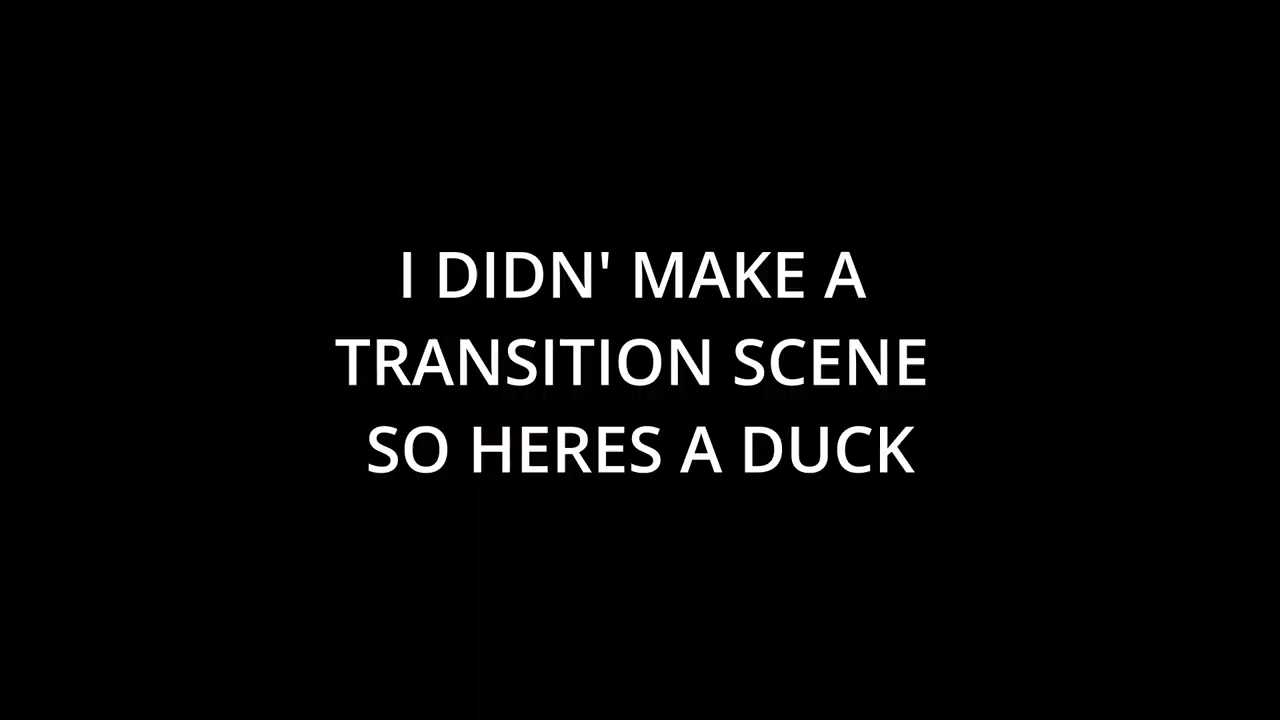 I DIDN' MAKE A
TRANSITION SCENE
SO HERES A DUCK